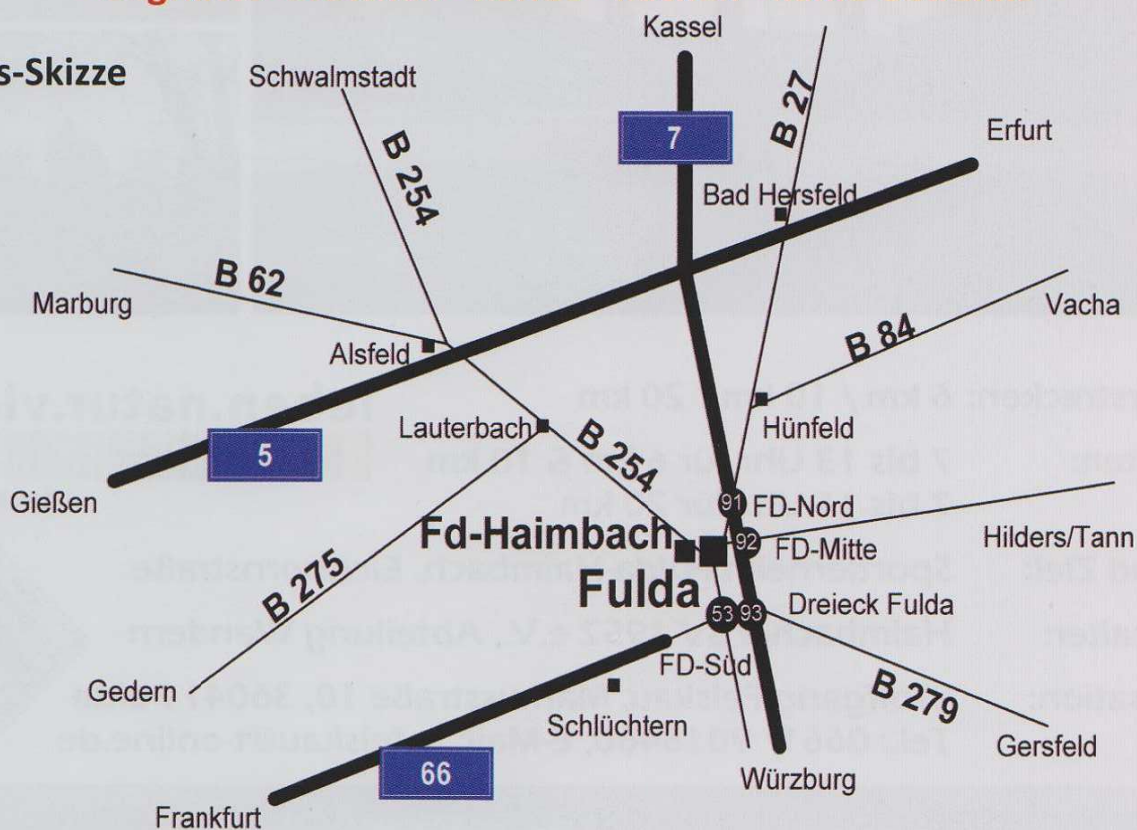 Kassel
s-Skizze
Schwalmstadt
B 27
7
Erfurt
B 254
Bad Hersfeld
B 62
Marburg
Vacha
Alsfeld
B 84
Lauterbach
Hünfeld
5
B 254
Gießen
91 FD-Nord
Fd-Haimbach
92 FD-Mitte
Hilders/Tann
B 275
Fulda
53 93 Dreieck Fulda
FD-Süd
Gedern
Schlüchtern
B 279
Gersfeld
66
Würzburg
Frankfurt